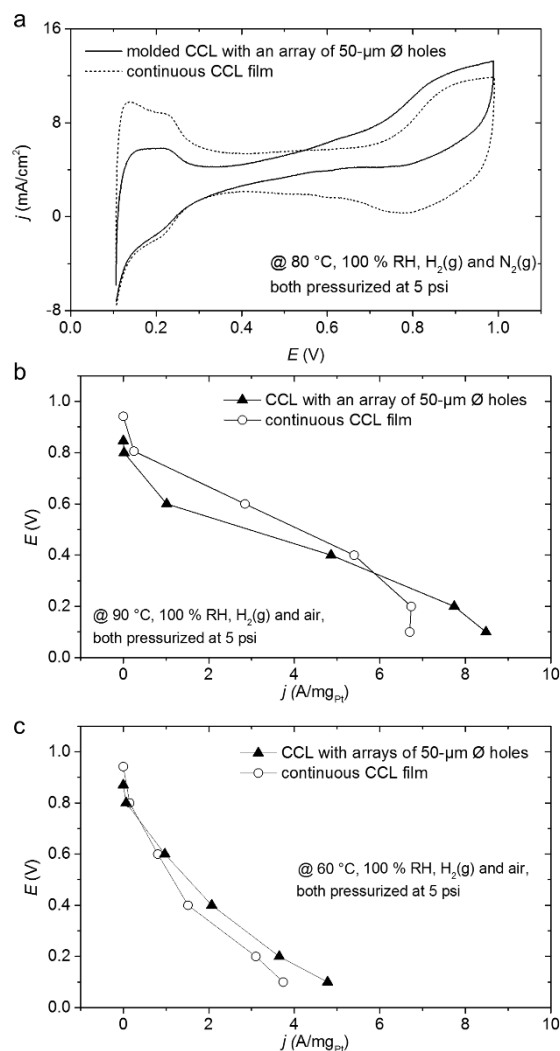 a
16
molded CCL with an array of 50-µm Ø holes
continuous CCL film
8
0
-8
j (mA/cm²)
@ 80 °C, 100 % RH, H₂(g) and N₂(g)
both pressurized at 5 psi
0.0 0.2 0.4 0.6 0.8 1.0
E (V)
b
CCL with an array of 50-µm Ø holes
continuous CCL film
1.0
0.8
0.6
0.4
0.2
0.0
E (V)
@ 90 °C, 100 % RH, H₂(g) and air,
both pressurized at 5 psi
0 2 4 6 8 10
j (A/mgPt)
c
CCL with arrays of 50-µm Ø holes
continuous CCL film
1.0
0.8
0.6
0.4
0.2
0.0
E (V)
@ 60 °C, 100 % RH, H₂(g) and air,
both pressurized at 5 psi
0 2 4 6 8 10
j (A/mgPt)